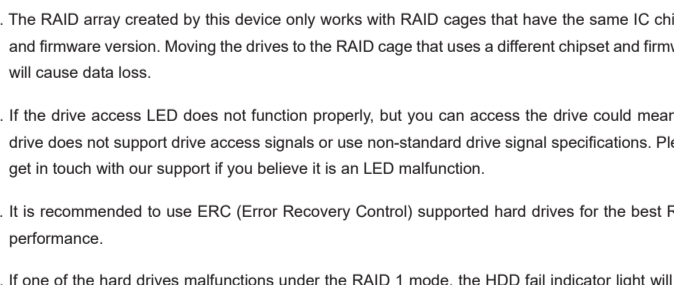 . The RAID array created by this device only works with RAID cages that have the same IC chi
and firmware version. Moving the drives to the RAID cage that uses a different chipset and firm
will cause data loss.
. If the drive access LED does not function properly, but you can access the drive could mean
drive does not support drive access signals or use non-standard drive signal specifications. Ple
get in touch with our support if you believe it is an LED malfunction.
. It is recommended to use ERC (Error Recovery Control) supported hard drives for the best R
performance.
. If one of the hard drives malfunctions under the RAID 1 mode, the HDD fail indicator light will